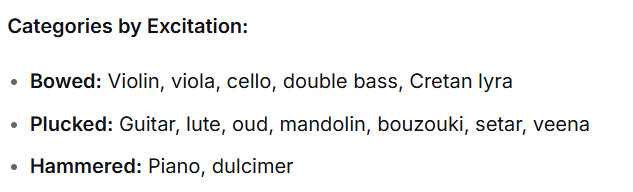 Categories by Excitation:
• Bowed: Violin, viola, cello, double bass, Cretan lyra
• Plucked: Guitar, lute, oud, mandolin, bouzouki, setar, veena
• Hammered: Piano, dulcimer